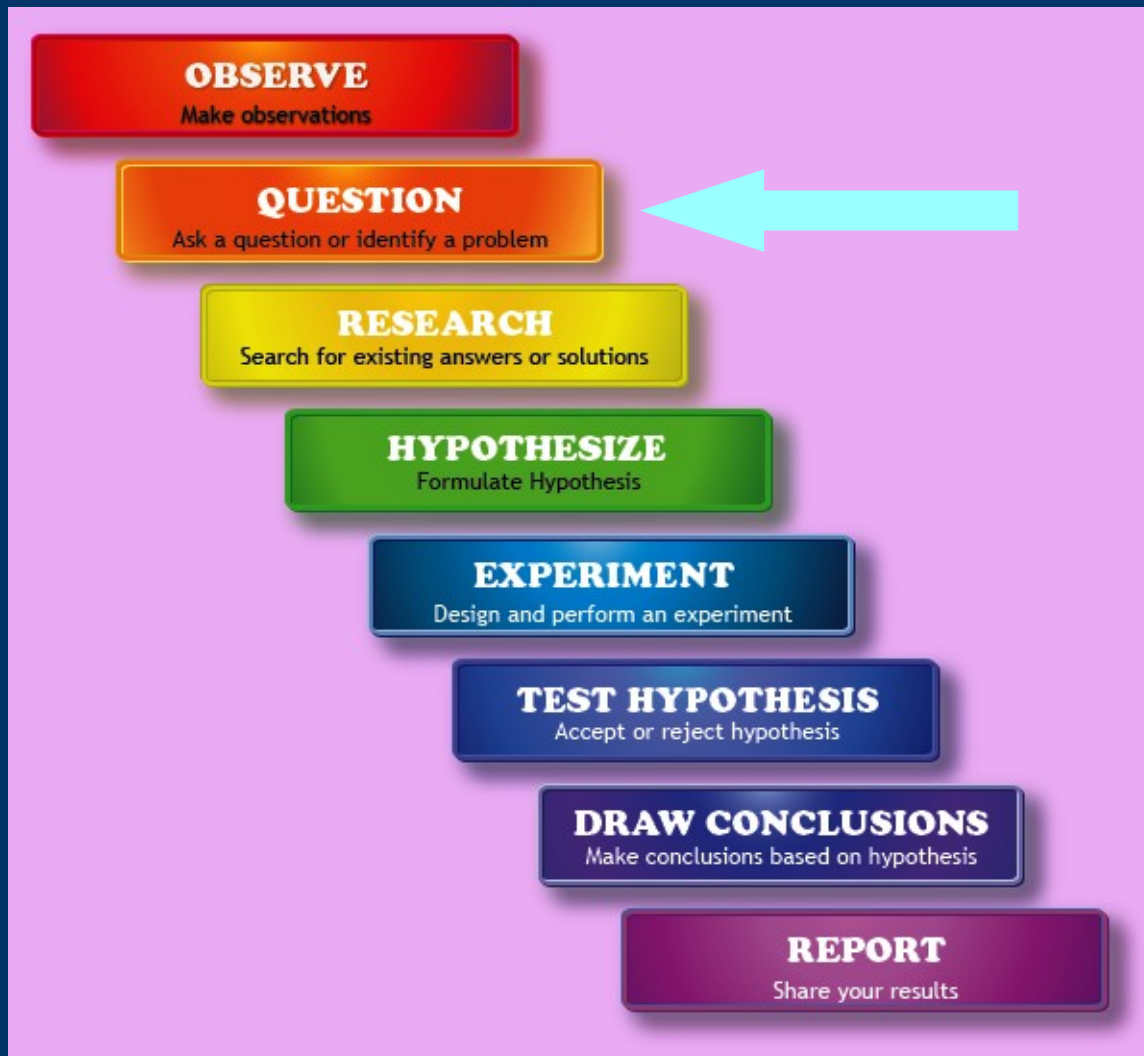 OBSERVE
Make observations
QUESTION
Ask a question or identify a problem
RESEARCH
Search for existing answers or solutions
HYPOTHESIZE
Formulate Hypothesis
EXPERIMENT
Design and perform an experiment
TEST HYPOTHESIS
Accept or reject hypothesis
DRAW CONCLUSIONS
Make conclusions based on hypothesis
REPORT
Share your results